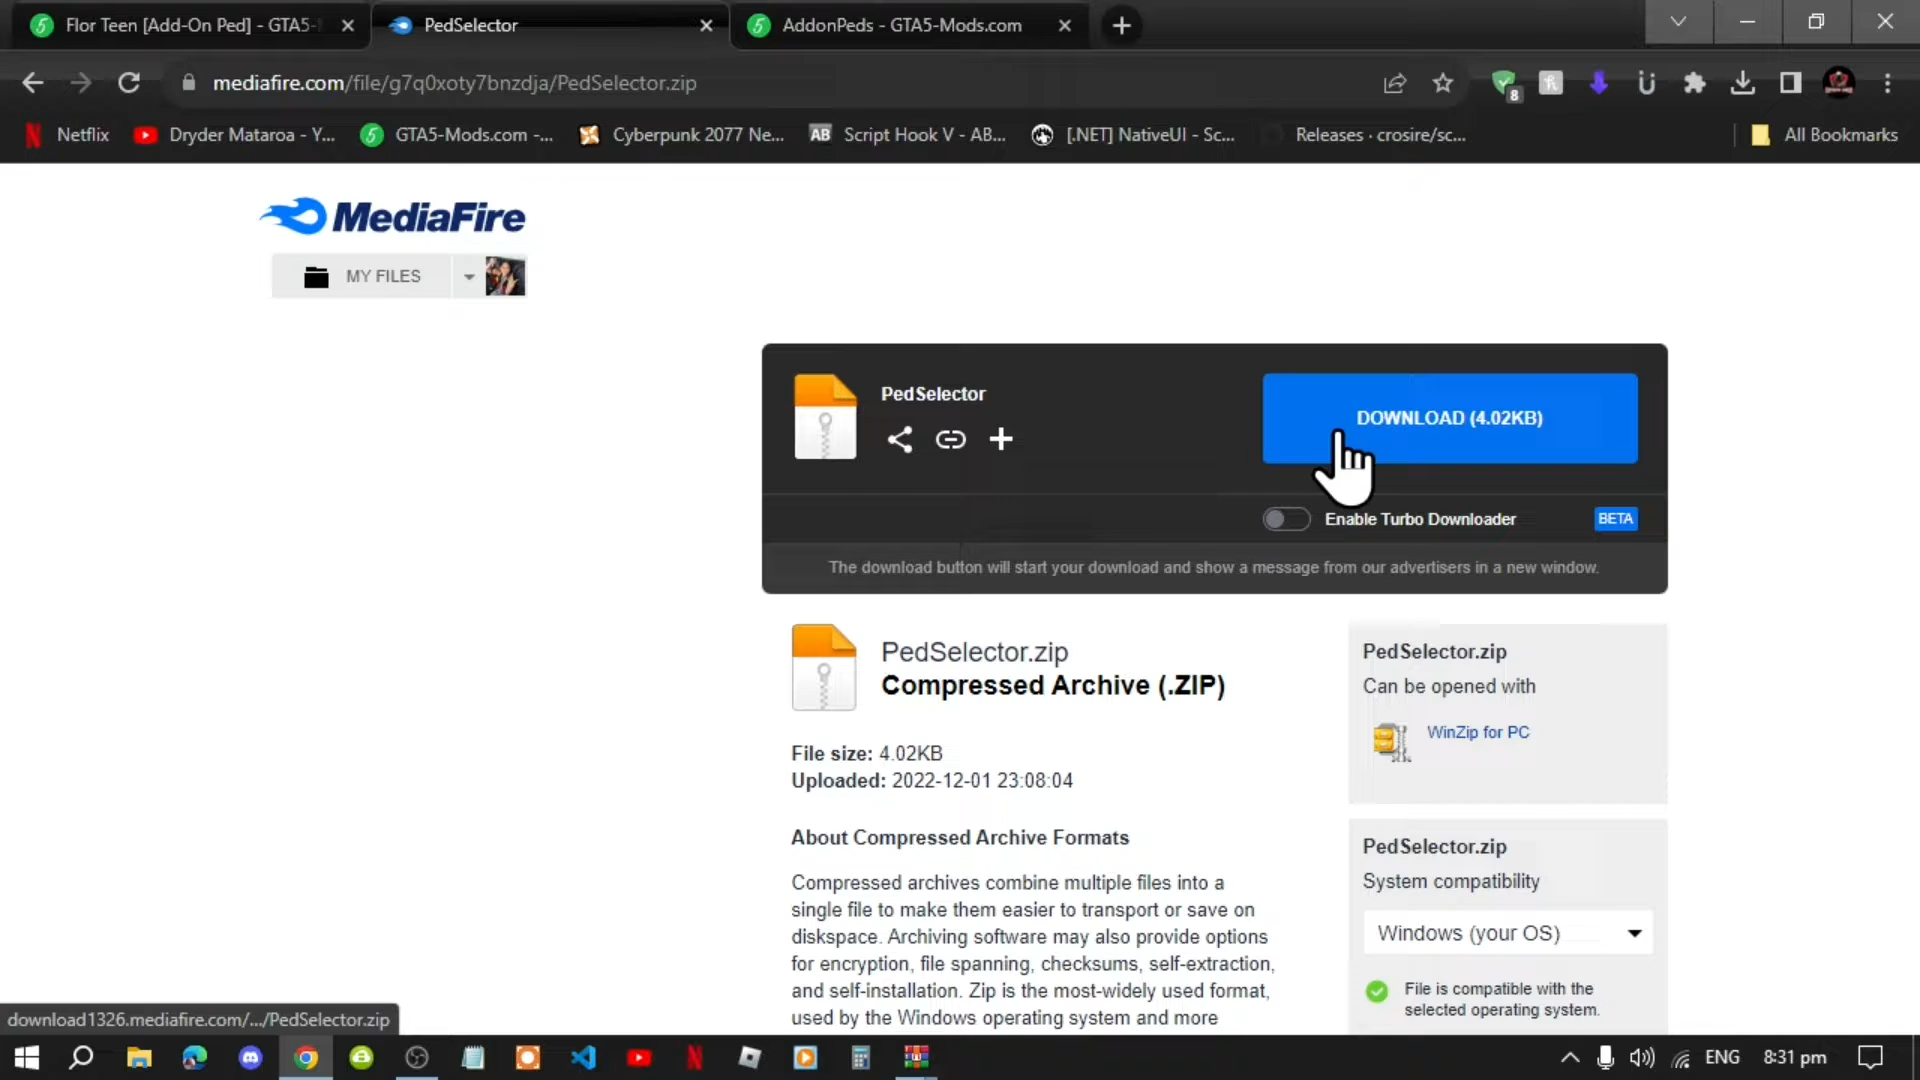 Flor Teen [Add-On Ped] - GTA5-
PedSelector
AddonPeds - GTA5-Mods.com
mediafire.com/file/g7q0xoty7bnzdja/PedSelector.zip
8
Netflix
Dryder Mataroa - Y...
GTA5-Mods.com -...
Cyberpunk 2077 Ne...
AB
Script Hook V - AB...
[.NET] NativeUI - Sc...
Releases · crosire/sc...
All Bookmarks
MediaFire
MY FILES
PedSelector
DOWNLOAD (4.02KB)
Enable Turbo Downloader
BETA
The download button will start your download and show a message from our advertisers in a new window.
PedSelector.zip
Compressed Archive (.ZIP)
File size: 4.02KB
Uploaded: 2022-12-01 23:08:04
About Compressed Archive Formats
Compressed archives combine multiple files into a
single file to make them easier to transport or save on
diskspace. Archiving software may also provide options
for encryption, file spanning, checksums, self-extraction,
and self-installation. Zip is the most-widely used format,
used by the Windows operating system and more
PedSelector.zip
Can be opened with
WinZip for PC
PedSelector.zip
System compatibility
Windows (your OS)
File is compatible with the
selected operating system.
download1326.mediafire.com/.../PedSelector.zip
ENG
8:31 pm